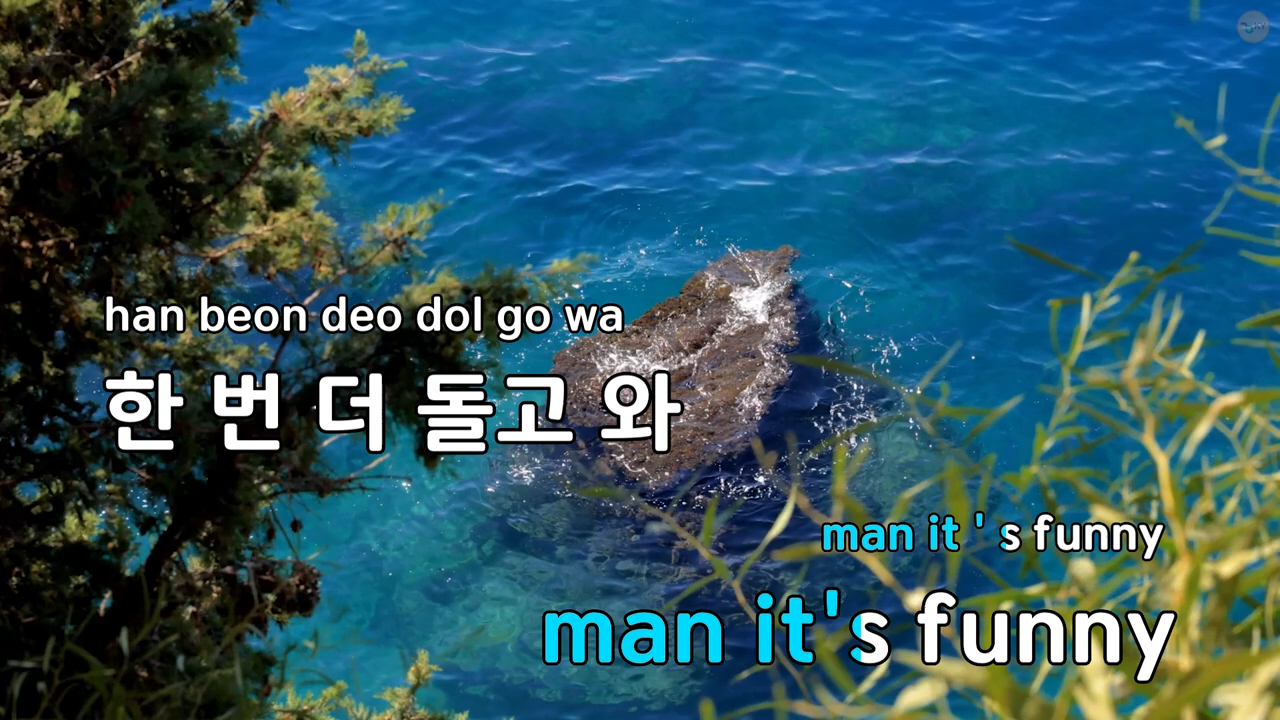 han beon deo dol go wa
한 번 더 돌고 와
man it ' s funny
man it's funny